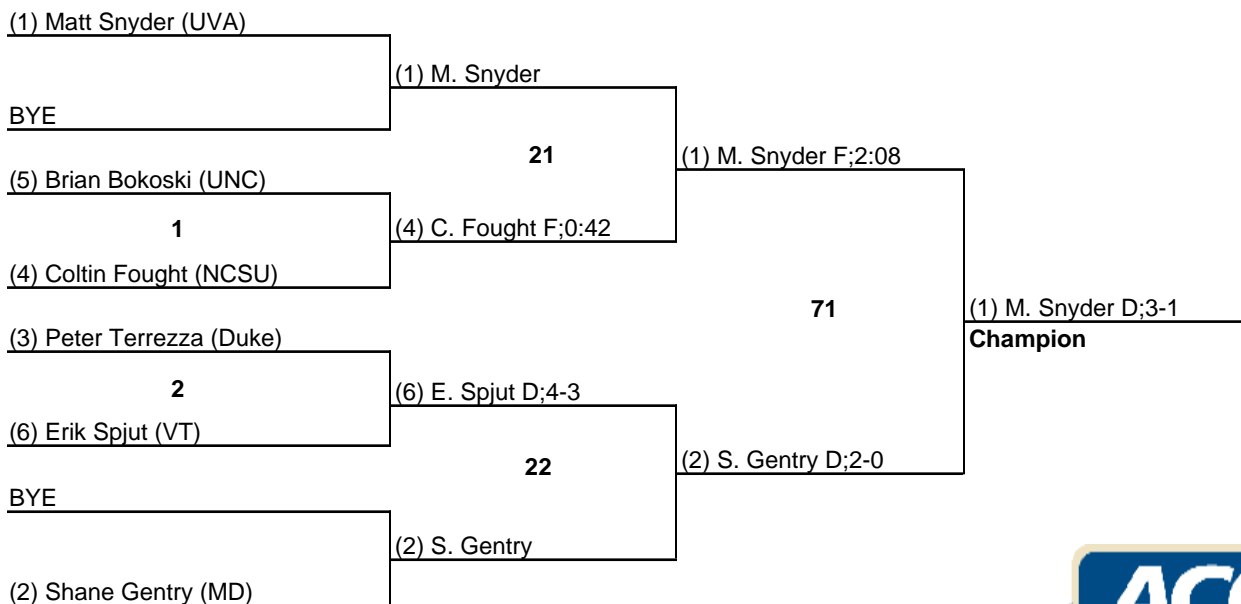 (1) Matt Snyder (UVA)
(1) M. Snyder
BYE
21
(1) M. Snyder F;2:08
(5) Brian Bokoski (UNC)
1
(4) C. Fought F;0:42
(4) Coltin Fought (NCSU)
71
(1) M. Snyder D;3-1
Champion
(3) Peter Terrezza (Duke)
2
(6) E. Spjut D;4-3
(6) Erik Spjut (VT)
22
(2) S. Gentry D;2-0
BYE
(2) S. Gentry
(2) Shane Gentry (MD)
ACC